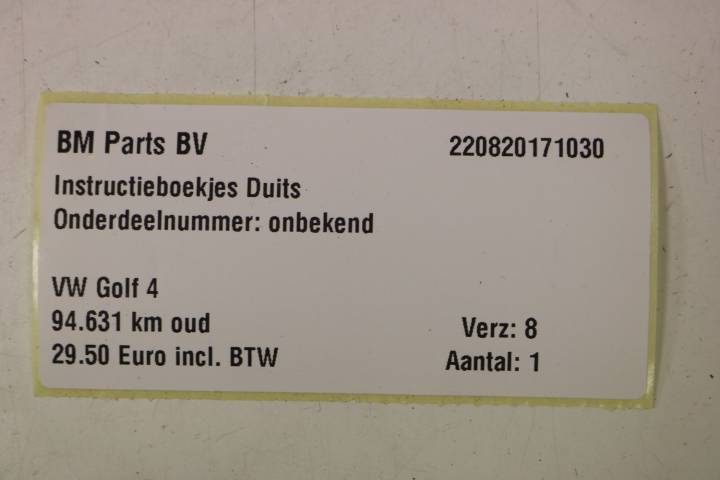 BM Parts BV 220820171030
Instructieboekjes Duits
Onderdeelnummer: onbekend
VW Golf 4
94.631 km oud Verz: 8
29.50 Euro incl. BTW Aantal: 1